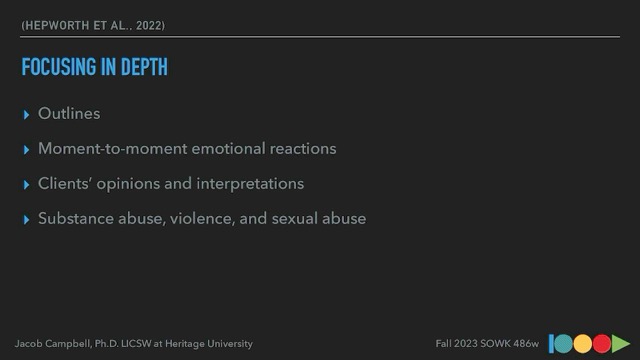 (HEPWORTH ET AL., 2022)
FOCUSING IN DEPTH
Outlines
Moment-to-moment emotional reactions
Clients' opinions and interpretations
Substance abuse, violence, and sexual abuse
Jacob Campbell, Ph.D. LICSW at Heritage University
Fall 2023 SOWK 486w